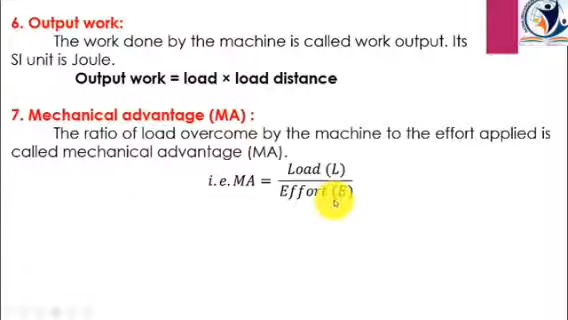 6. Output work:
The work done by the machine is called work output. Its
SI unit is Joule.
Output work = load × load distance
7. Mechanical advantage (MA) :
The ratio of load overcome by the machine to the effort applied is
called mechanical advantage (MA).
i.e.MA = Load (L) / Effort (E)